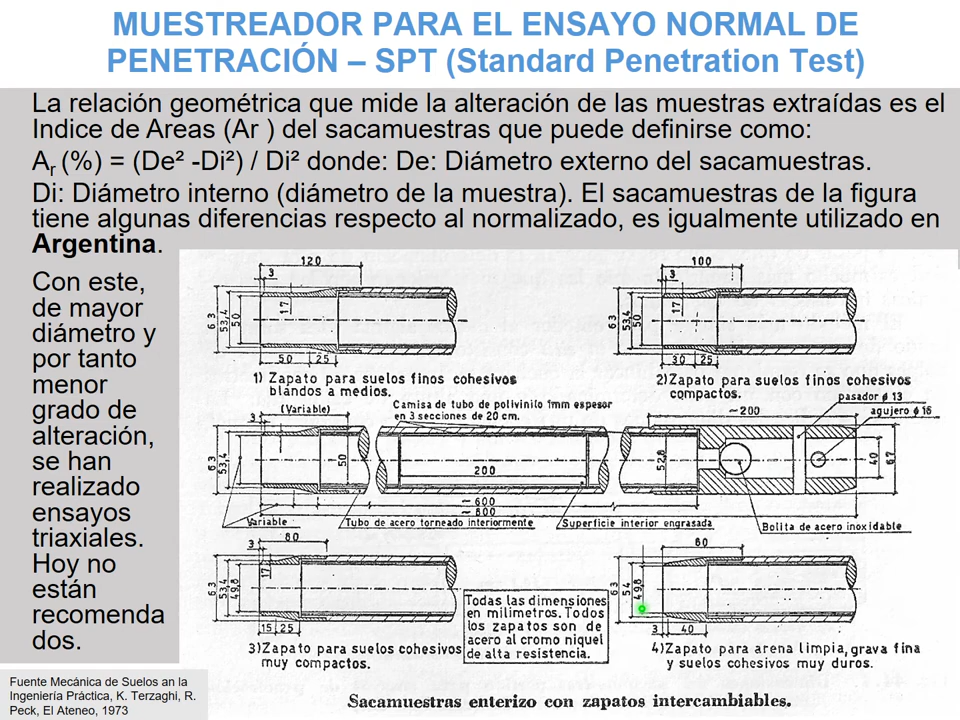 MUESTREADOR PARA EL ENSAYO NORMAL DE
PENETRACIÓN – SPT (Standard Penetration Test)
La relación geométrica que mide la alteración de las muestras extraídas es el
Indice de Areas (Ar ) del sacamuestras que puede definirse como:
Ar (%) = (De² -Di²) / Di² donde: De: Diámetro externo del sacamuestras.
Di: Diámetro interno (diámetro de la muestra). El sacamuestras de la figura
tiene algunas diferencias respecto al normalizado, es igualmente utilizado en
Argentina.
Con este,
de mayor
diámetro y
por tanto
menor
grado de
alteración,
se han
realizado
ensayos
triaxiales.
Hoy no
están
recomenda
dos.
120
3
17
63
53,4
50
50 25
1) Zapato para suelos finos cohesivos
blandos a medios.
100
3
17
63
53,4
50
30 25
2) Zapato para suelos finos cohesivos
compactos.
(Variable)
3
Camisa de tubo de polivinilo 1mm espesor
en 3 secciones de 20 cm.
~200
pasador ø 13
agujero ø 16
63
53,4
50
200
52,8
40
67
~600
~800
Variable
Tubo de acero torneado interiormente
Superficie interior engrasada
Bolita de acero inoxidable
80
3
17
63
53,4
49,8
15 25
3) Zapato para suelos cohesivos
muy compactos.
Todas las dimensiones
en milimetros. Todos
los zapatos son de
acero al cromo niquel
de alta resistencia.
80
63
54
49,8
3 40
4) Zapato para arena limpia, grava fina
y suelos cohesivos muy duros.
Sacamuestras enterizo con zapatos intercambiables.
Fuente Mecánica de Suelos an la
Ingeniería Práctica, K. Terzaghi, R.
Peck, El Ateneo, 1973